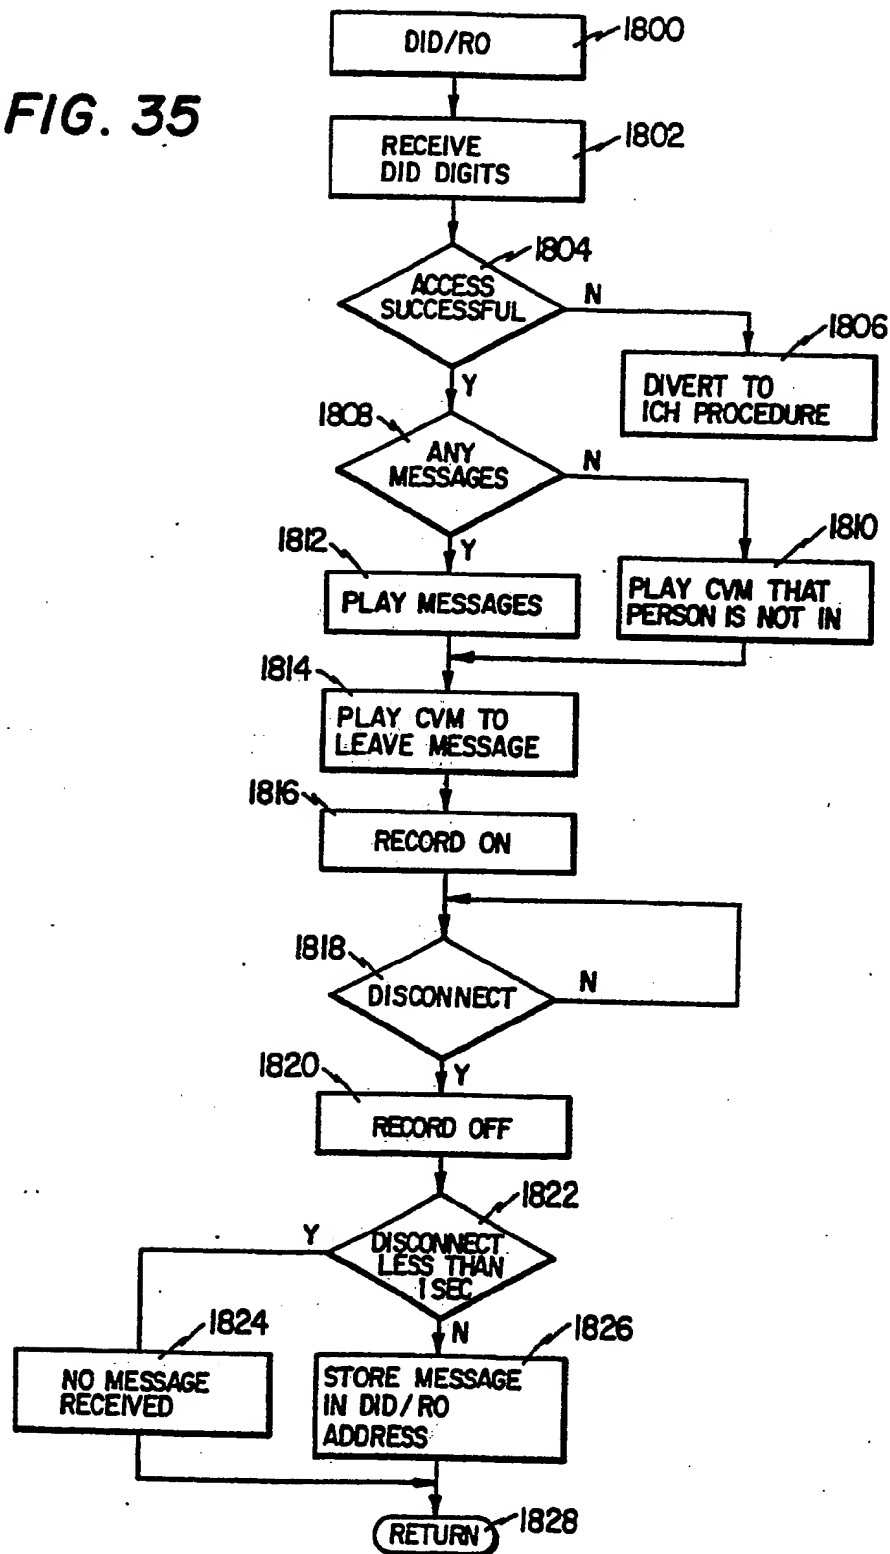 FIG. 35
DID/RO
1800
RECEIVE
DID DIGITS
1802
1804
ACCESS
SUCCESSFUL
N
Y
1806
DIVERT TO
ICH PROCEDURE
1808
ANY
MESSAGES
N
Y
1810
PLAY CVM THAT
PERSON IS NOT IN
1812
PLAY MESSAGES
1814
PLAY CVM TO
LEAVE MESSAGE
1816
RECORD ON
1818
DISCONNECT
N
Y
1820
RECORD OFF
1822
DISCONNECT
LESS THAN
1 SEC
Y
N
1824
NO MESSAGE
RECEIVED
1826
STORE MESSAGE
IN DID/RO
ADDRESS
RETURN
1828